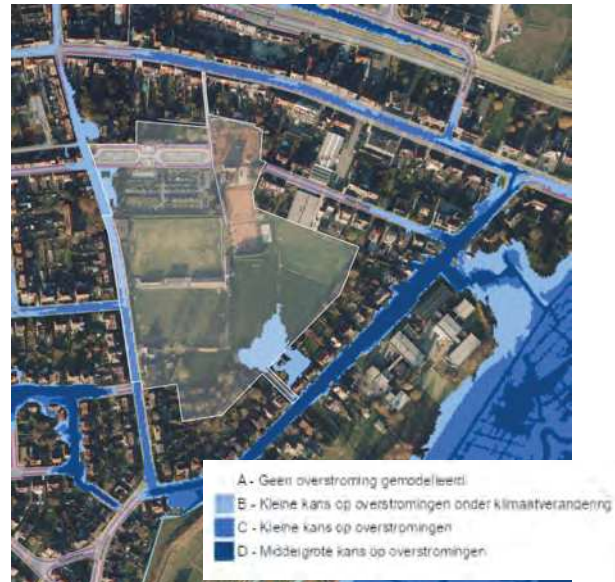 A - Geen overstroming gemodelleerd
B - Kleine kans op overstromingen onder klimaatverandering
C - Kleine kans op overstromingen
D - Middelgrote kans op overstromingen